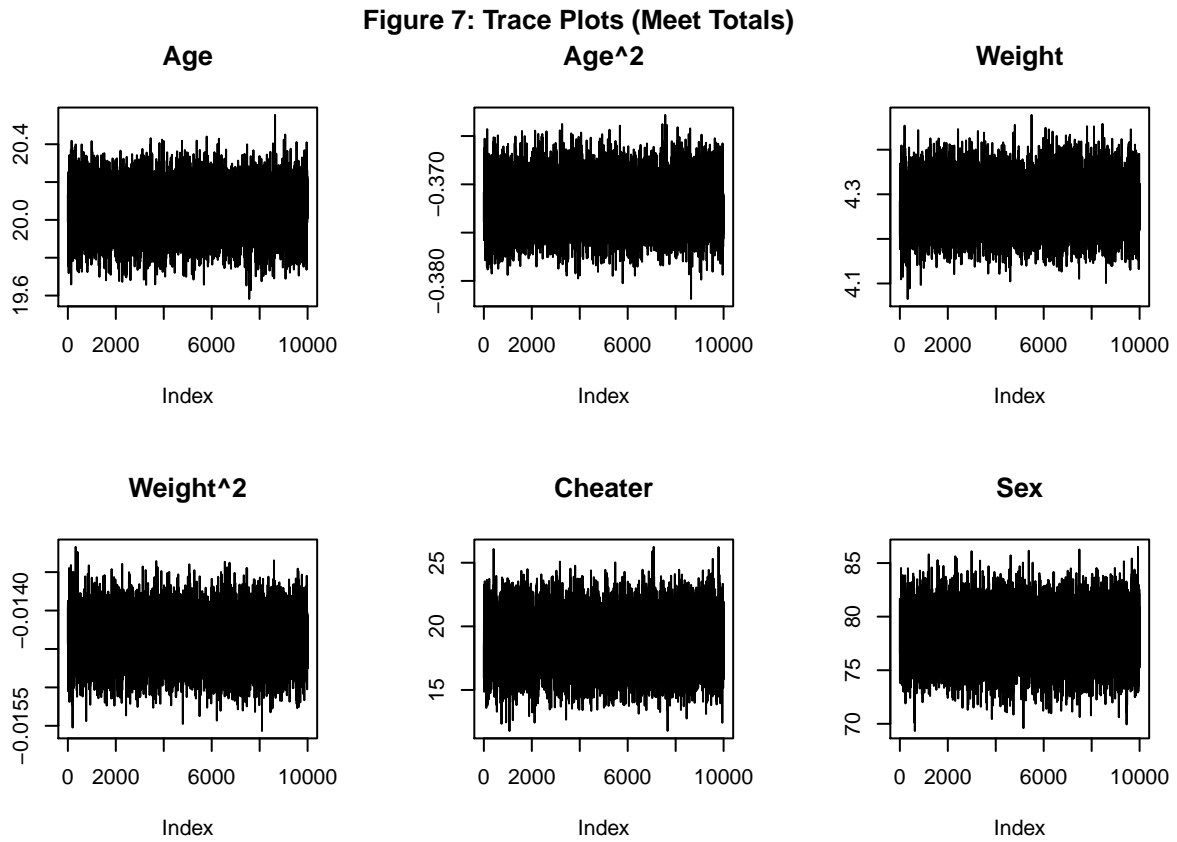 Figure 7: Trace Plots (Meet Totals)
Age
Age^2
Weight
19.6 20.0 20.4
−0.380 −0.370
4.1 4.3
0 2000 6000 10000
0 2000 6000 10000
0 2000 6000 10000
Index
Index
Index
Weight^2
Cheater
Sex
−0.0155 −0.0140
15 20 25
70 75 80 85
0 2000 6000 10000
0 2000 6000 10000
0 2000 6000 10000
Index
Index
Index